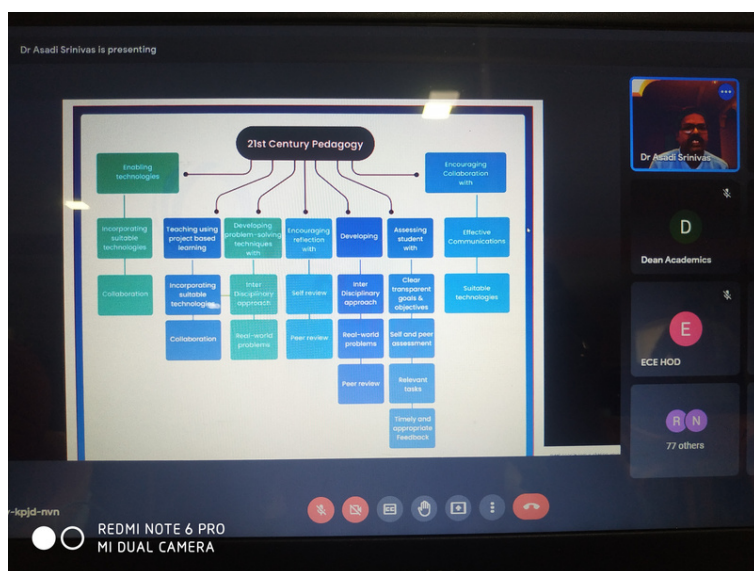 Dr Asadi Srinivas is presenting
21st Century Pedagogy
Enabling
technologies
Incorporating
suitable
technologies
Collaboration
Teaching using
project based
learning
Incorporating
suitable
technologies
Collaboration
Developing
problem-solving
techniques
with
Inter
Disciplinary
approach
Real-world
problems
Encouraging
reflection with
Self review
Peer review
Developing
Inter
Disciplinary
approach
Real-world
problems
Peer review
Assessing
student
with
Clear
transparent
goals &
objectives
Self and peer
assessment
Relevant
tasks
Timely and
appropriate
Feedback
Encouraging
Collaboration
with
Effective
Communications
Suitable
technologies
Dr Asadi Srinivas
D
Dean Academics
E
ECE HOD
R N
77 others
-kpjd-nvn
REDMI NOTE 6 PRO
MI DUAL CAMERA